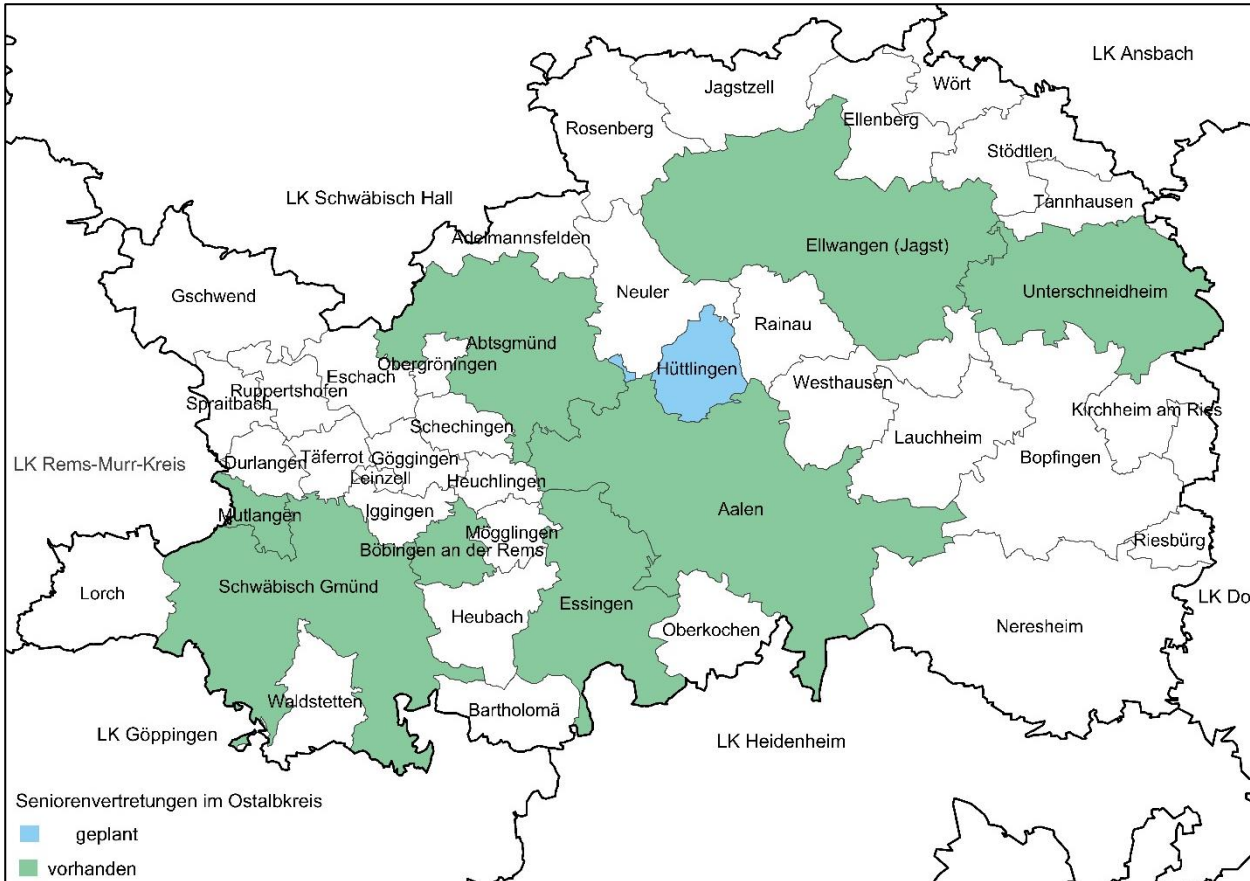 LK Ansbach
Jagstzell
Wört
Rosenberg
Ellenberg
Stödtlen
LK Schwäbisch Hall
Tannhausen
Adelmannsfelden
Ellwangen (Jagst)
Gschwend
Neuler
Unterschneidheim
Rainau
Abtsgmünd
Obergröningen
Hüttlingen
Eschach
Westhausen
Ruppertshofen
Spraitbach
Kirchheim am Ries
Schechingen
Lauchheim
Bopfingen
LK Rems-Murr-Kreis
Durlangen
Täferrot
Göggingen
Leinzell
Heuchlingen
Mutlangen
Iggingen
Aalen
Mögglingen
Böbingen an der Rems
Riesbürg
Schwäbisch Gmünd
Lorch
Essingen
LK Do
Heubach
Oberkochen
Neresheim
Waldstetten
Bartholomä
LK Göppingen
LK Heidenheim
Seniorenvertretungen im Ostalbkreis
geplant
vorhanden